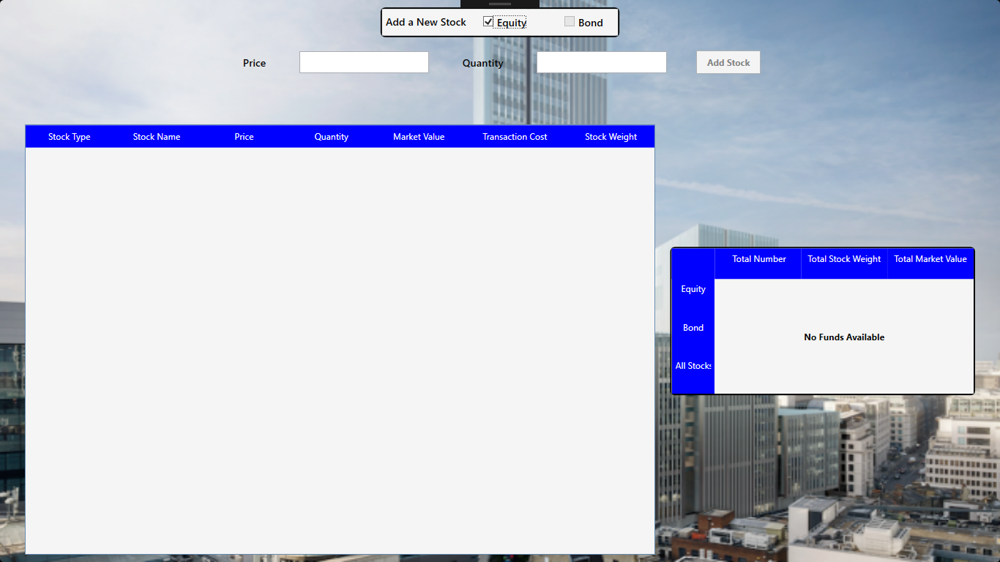 Add a New Stock Equity Bond
Price Quantity Add Stock
Stock Type Stock Name Price Quantity Market Value Transaction Cost Stock Weight
Total Number Total Stock Weight Total Market Value
Equity
Bond
No Funds Available
All Stocks